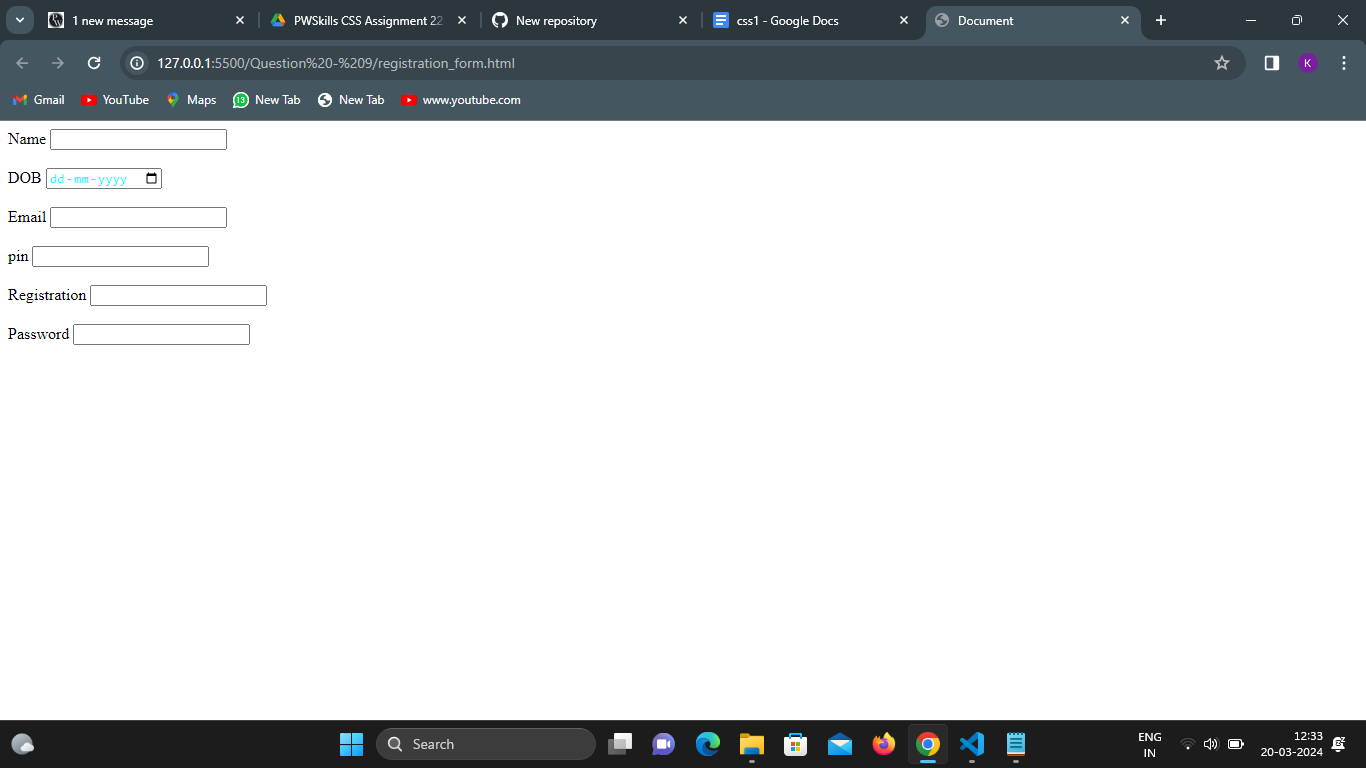 1 new message
PWSkills CSS Assignment 22
New repository
css1 - Google Docs
Document
127.0.0.1:5500/Question%20-%209/registration_form.html
K
Gmail
YouTube
Maps
13
New Tab
New Tab
www.youtube.com
Name
DOB dd-mm-yyyy
Email
pin
Registration
Password
Search
ENG
IN
12:33
20-03-2024